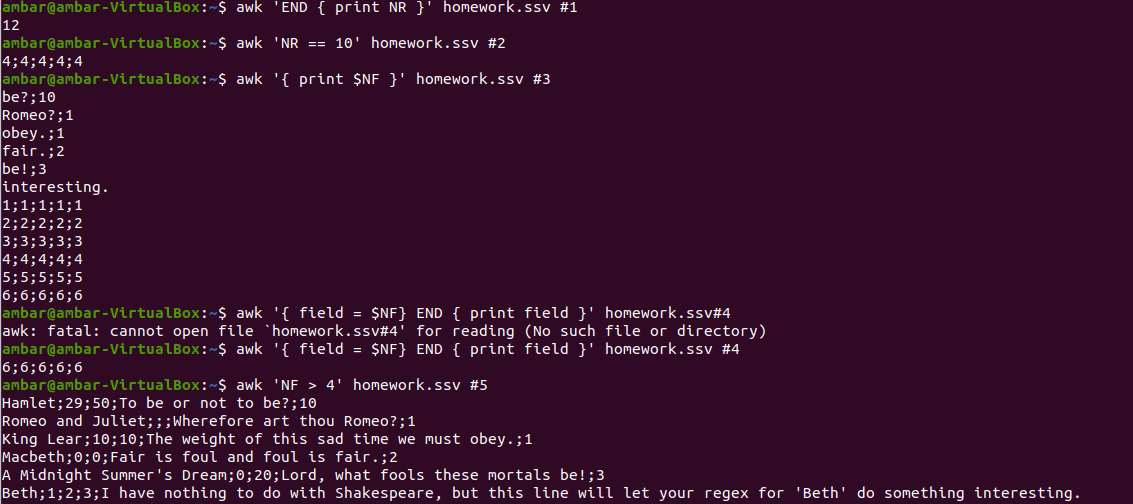 ambar@ambar-VirtualBox:~$ awk 'END { print NR }' homework.ssv #1
12
ambar@ambar-VirtualBox:~$ awk 'NR == 10' homework.ssv #2
4;4;4;4;4
ambar@ambar-VirtualBox:~$ awk '{ print $NF }' homework.ssv #3
be?;10
Romeo?;1
obey.;1
fair.;2
be!;3
interesting.
1;1;1;1;1
2;2;2;2;2
3;3;3;3;3
4;4;4;4;4
5;5;5;5;5
6;6;6;6;6
ambar@ambar-VirtualBox:~$ awk '{ field = $NF} END { print field }' homework.ssv#4
awk: fatal: cannot open file `homework.ssv#4' for reading (No such file or directory)
ambar@ambar-VirtualBox:~$ awk '{ field = $NF} END { print field }' homework.ssv #4
6;6;6;6;6
ambar@ambar-VirtualBox:~$ awk 'NF > 4' homework.ssv #5
Hamlet;29;50;To be or not to be?;10
Romeo and Juliet;;;Wherefore art thou Romeo?;1
King Lear;10;10;The weight of this sad time we must obey.;1
Macbeth;0;0;Fair is foul and foul is fair.;2
A Midnight Summer's Dream;0;20;Lord, what fools these mortals be!;3
Beth;1;2;3;I have nothing to do with Shakespeare, but this line will let your regex for 'Beth' do something interesting.